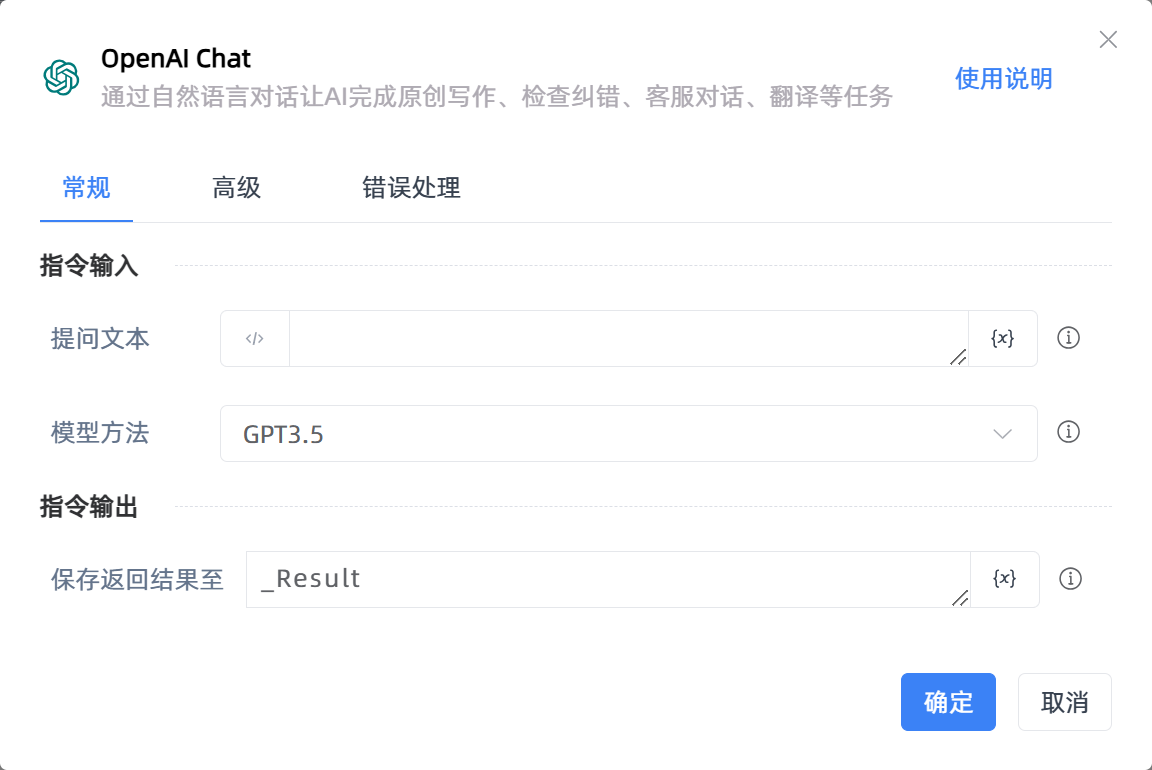 OpenAI Chat
通过自然语言对话让AI完成原创写作、检查纠错、客服对话、翻译等任务
使用说明
常规
高级
错误处理
指令输入
提问文本
</>
{x}
模型方法
GPT3.5
指令输出
保存返回结果至
_Result
{x}
确定
取消